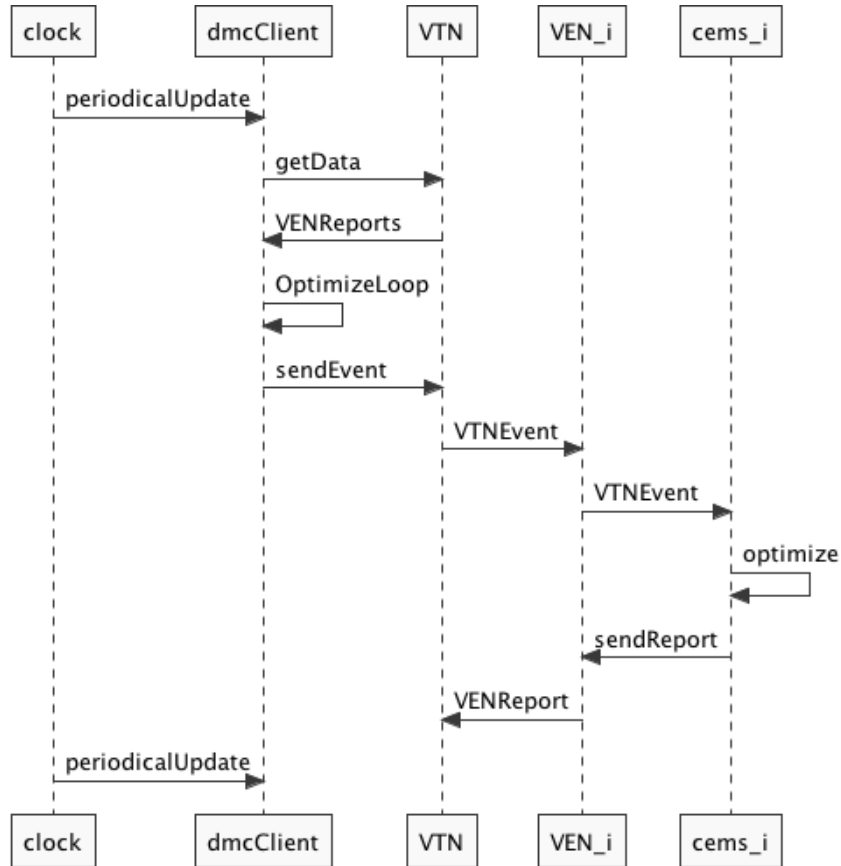 clock dmcClient VTN VEN_i cems_i
periodicalUpdate
getData
VENReports
OptimizeLoop
sendEvent
VTNEvent
VTNEvent
optimize
sendReport
VENReport
periodicalUpdate
clock dmcClient VTN VEN_i cems_i